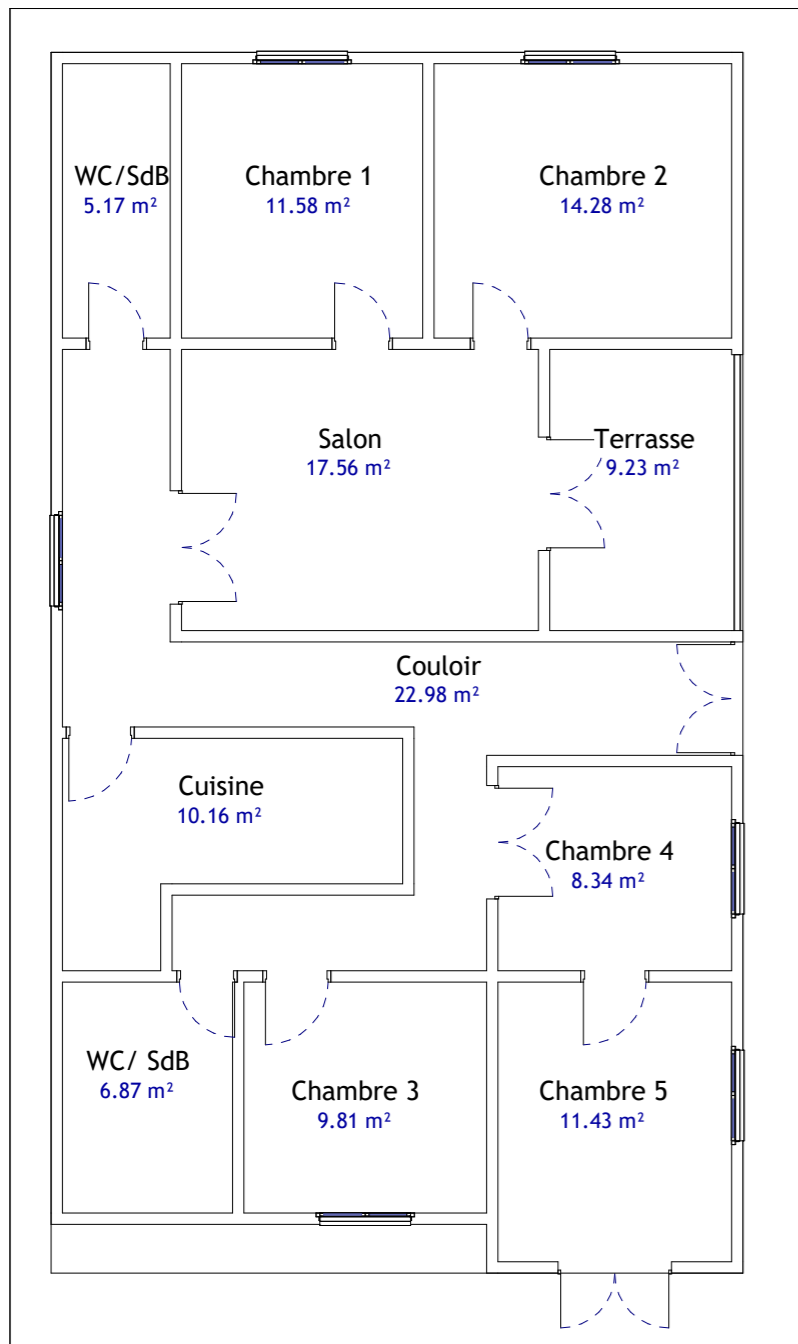 WC/SdB
5.17 m²
Chambre 1
11.58 m²
Chambre 2
14.28 m²
Salon
17.56 m²
Terrasse
9.23 m²
Couloir
22.98 m²
Cuisine
10.16 m²
Chambre 4
8.34 m²
WC/ SdB
6.87 m²
Chambre 3
9.81 m²
Chambre 5
11.43 m²